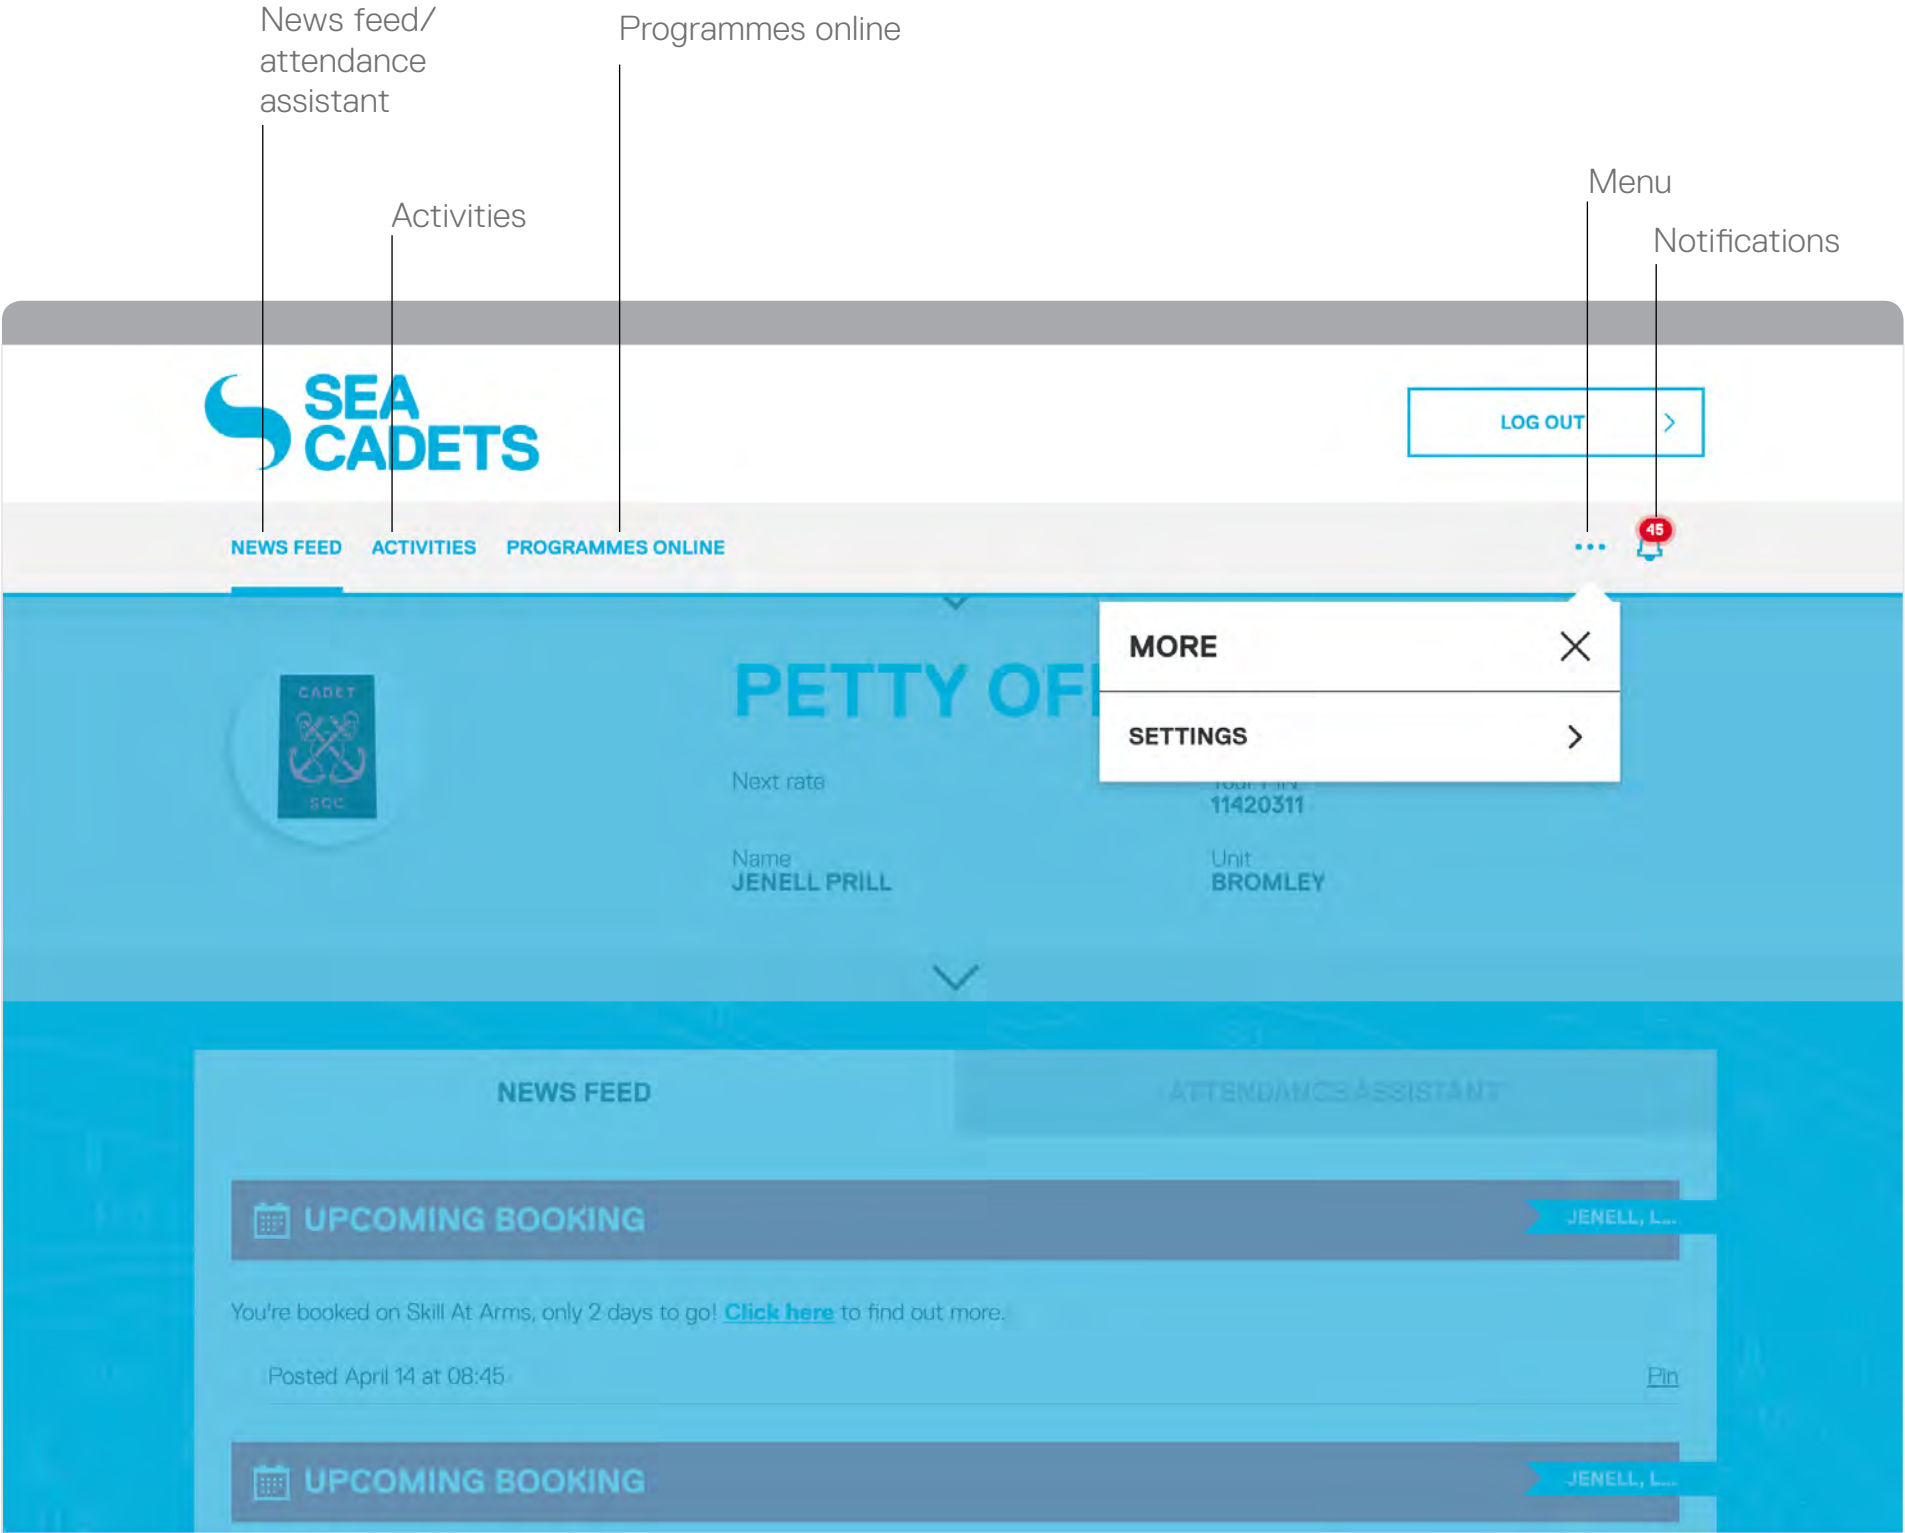 News feed/
attendance
assistant
Programmes online
Activities
Menu
Notifications
SEA
CADETS
LOG OUT
NEWS FEED ACTIVITIES PROGRAMMES ONLINE
45
MORE
SETTINGS
CADET
SCC
PETTY OF
Next rate
Your PIN
11420311
Name
JENELL PRILL
Unit
BROMLEY
NEWS FEED
ATTENDANCE ASSISTANT
UPCOMING BOOKING
JENELL, L...
You're booked on Skill At Arms, only 2 days to go! Click here to find out more.
Posted April 14 at 08:45
Pin
UPCOMING BOOKING
JENELL, L...